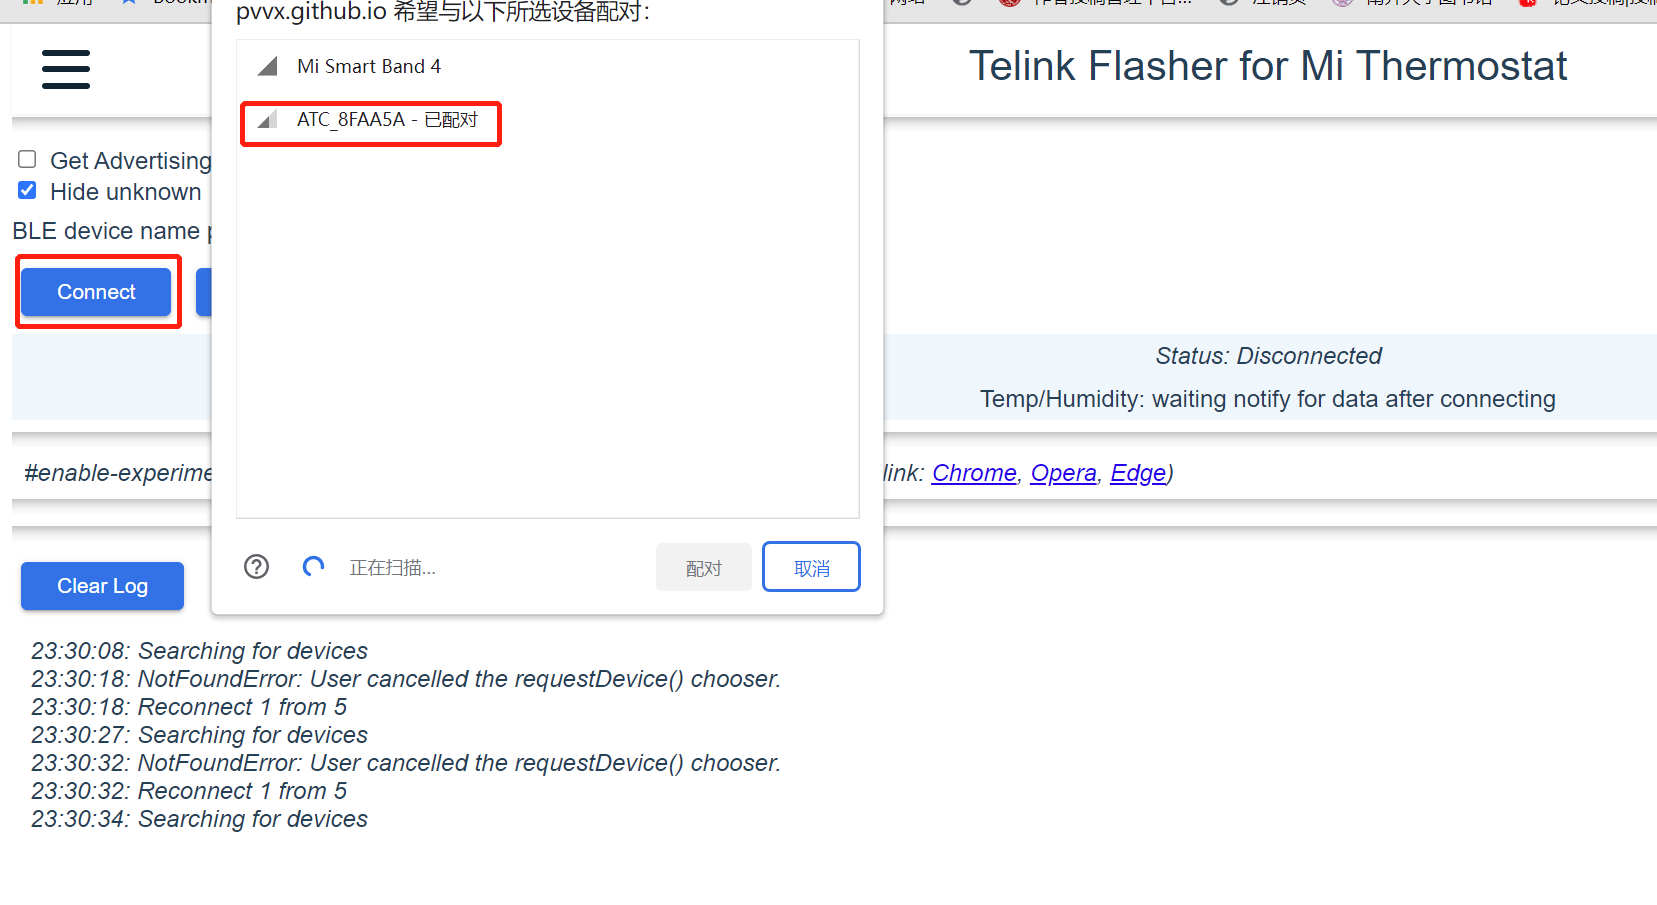 应用
pvvx.github.io 希望与以下所选设备配对:
Mi Smart Band 4
ATC_8FAA5A - 已配对
Telink Flasher for Mi Thermostat
Get Advertising
Hide unknown
BLE device name
Connect
Status: Disconnected
Temp/Humidity: waiting notify for data after connecting
#enable-experime
link: Chrome, Opera, Edge)
正在扫描...
配对
取消
Clear Log
23:30:08: Searching for devices
23:30:18: NotFoundError: User cancelled the requestDevice() chooser.
23:30:18: Reconnect 1 from 5
23:30:27: Searching for devices
23:30:32: NotFoundError: User cancelled the requestDevice() chooser.
23:30:32: Reconnect 1 from 5
23:30:34: Searching for devices